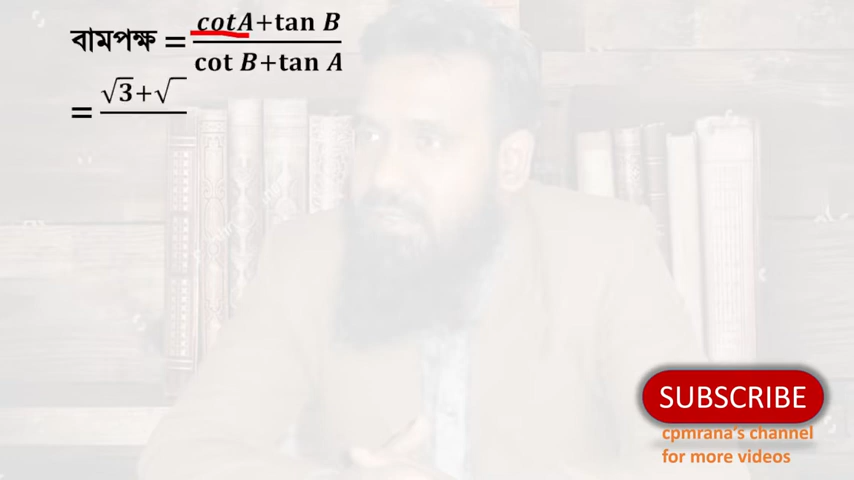 বামপক্ষ = cotA+tan B / cot B+tan A
= √3+√
SUBSCRIBE
cpmrana's channel
for more videos